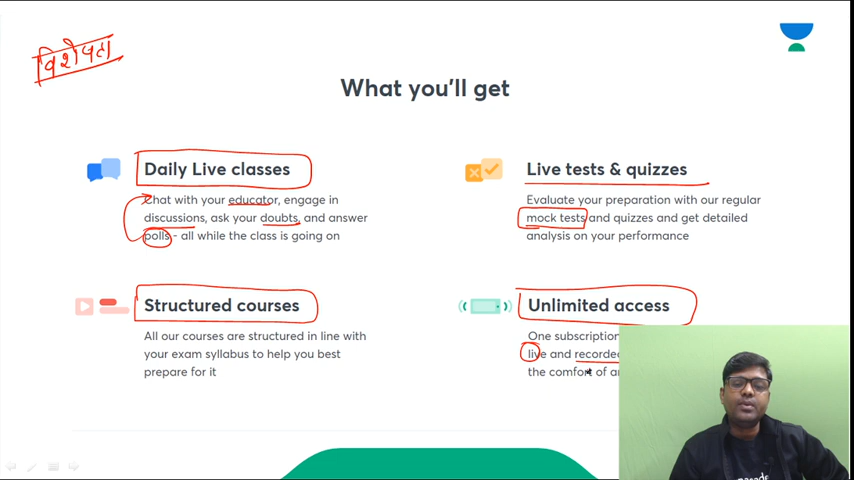 विशेषता
What you'll get
Daily Live classes
Chat with your educator, engage in
discussions, ask your doubts, and answer
polls - all while the class is going on
Live tests & quizzes
Evaluate your preparation with our regular
mock tests and quizzes and get detailed
analysis on your performance
Structured courses
All our courses are structured in line with
your exam syllabus to help you best
prepare for it
Unlimited access
One subscription
live and recorded
the comfort of